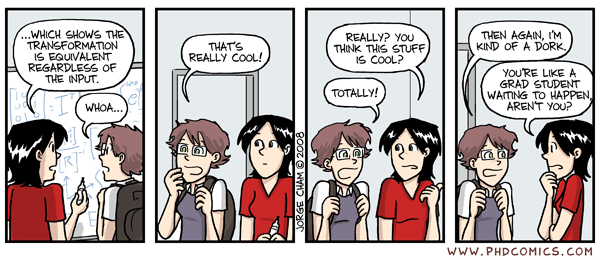 ...WHICH SHOWS THE
TRANSFORMATION
IS EQUIVALENT
REGARDLESS OF
THE INPUT.
WHOA...
THAT'S
REALLY COOL!
JORGE CHAM © 2008
REALLY? YOU
THINK THIS STUFF
IS COOL?
TOTALLY!
THEN AGAIN, I'M
KIND OF A DORK.
YOU'RE LIKE A
GRAD STUDENT
WAITING TO HAPPEN,
AREN'T YOU?
WWW.PHDCOMICS.COM